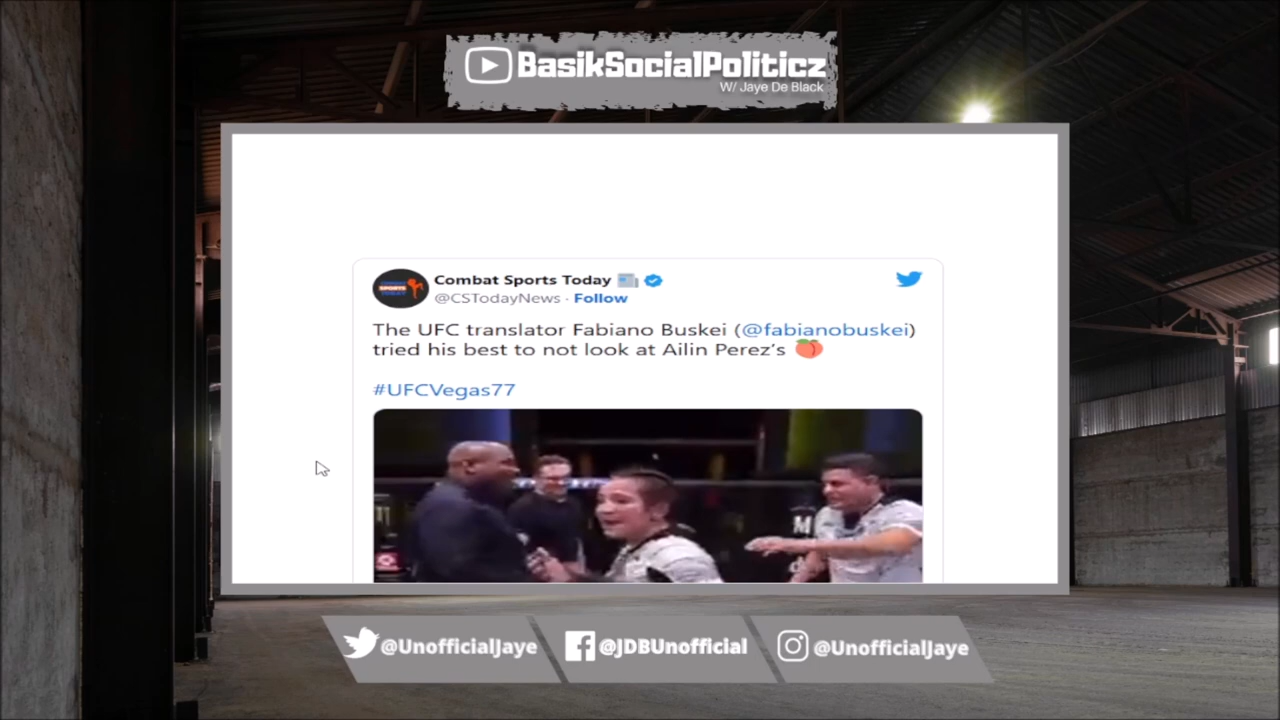 BasikSocialPoliticz
W/ Jaye De Black
Combat Sports Today
@CSTodayNews · Follow
The UFC translator Fabiano Buskei (@fabianobuskei)
tried his best to not look at Ailin Perez’s 🍑
#UFCVegas77
@UnofficialJaye
@JDBUnofficial
@UnofficialJaye